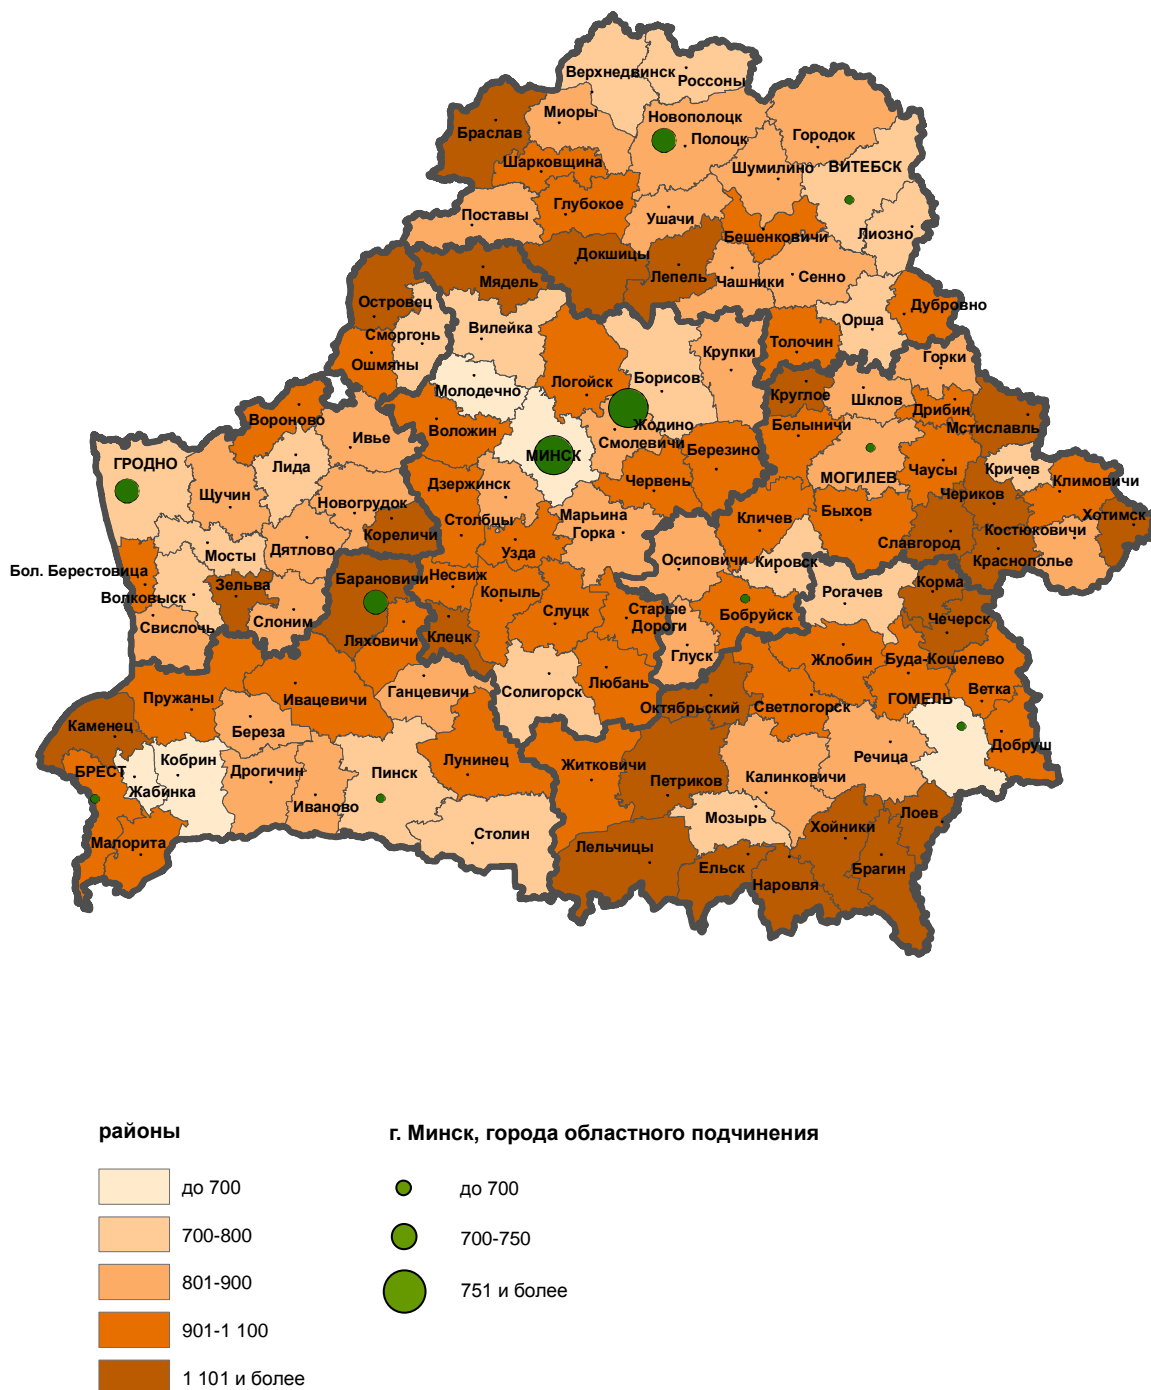 Верхнедвинск
Россоны
Миоры
Новополоцк
Браслав
Полоцк
Городок
Шарковщина
Шумилино
ВИТЕБСК
Глубокое
Поставы
Ушачи
Бешенковичи
Лиозно
Докшицы
Лепель
Сенно
Мядель
Чашники
Островец
Дубровно
Вилейка
Орша
Сморгонь
Толочин
Ошмяны
Крупки
Горки
Логойск
Борисов
Молодечно
Круглое
Шклов
Дрибин
Вороново
Жодино
Мстиславль
Воложин
Белыничи
Ивье
Смолевичи
Березино
МИНСК
ГРОДНО
Лида
Чаусы
Кричев
Щучин
Дзержинск
Червень
МОГИЛЕВ
Климовичи
Новогрудок
Чериков
Марьина
Горка
Столбцы
Кличев
Быхов
Хотимск
Кореличи
Костюковичи
Славгород
Мосты
Дятлово
Узда
Осиповичи
Кировск
Краснополье
Бол. Берестовица
Барановичи
Несвиж
Зельва
Корма
Волковыск
Копыль
Рогачев
Слуцк
Старые
Дороги
Бобруйск
Чечерск
Свислочь
Слоним
Ляховичи
Клецк
Глуск
Жлобин
Буда-Кошелево
Любань
Пружаны
Ивацевичи
Ганцевичи
Солигорск
Ветка
Октябрьский
Светлогорск
ГОМЕЛЬ
Каменец
Береза
Добруш
Кобрин
Лунинец
Речица
БРЕСТ
Дрогичин
Пинск
Житковичи
Петриков
Калинковичи
Жабинка
Иваново
Мозырь
Лоев
Столин
Хойники
Малорита
Лельчицы
Ельск
Брагин
Наровля
районы
г. Минск, города областного подчинения
до 700
до 700
700-800
700-750
801-900
751 и более
901-1 100
1 101 и более